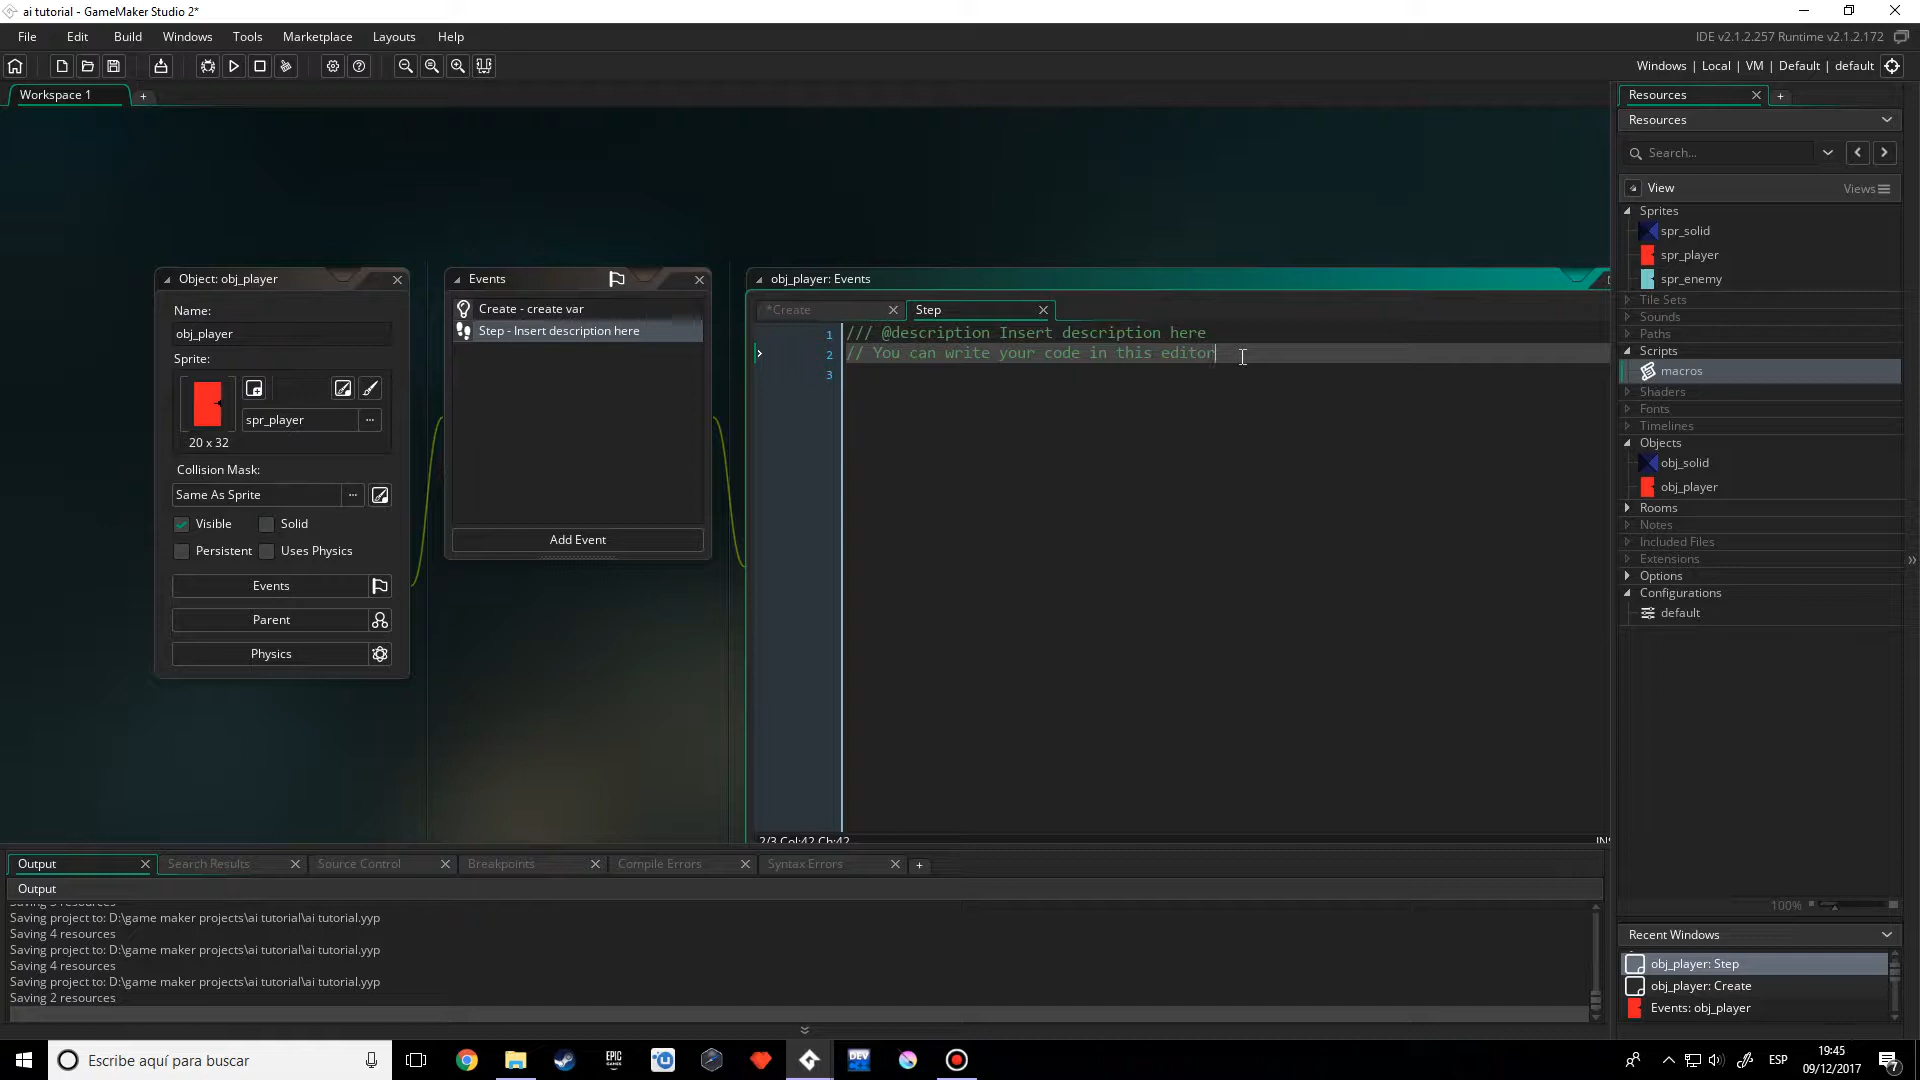 ai tutorial - GameMaker Studio 2*
File Edit Build Windows Tools Marketplace Layouts Help
IDE v2.1.2.257 Runtime v2.1.2.172
Windows | Local | VM | Default | default
Workspace 1
Resources
Resources
Search...
View
Views
Sprites
spr_solid
spr_player
spr_enemy
Tile Sets
Sounds
Paths
Scripts
macros
Shaders
Fonts
Timelines
Objects
obj_solid
obj_player
Rooms
Notes
Included Files
Extensions
Options
Configurations
default
100%
Recent Windows
obj_player: Step
obj_player: Create
Events: obj_player
Object: obj_player
Name:
obj_player
Sprite:
spr_player
20 x 32
Collision Mask:
Same As Sprite
Visible Solid
Persistent Uses Physics
Events
Parent
Physics
Events
Create - create var
Step - Insert description here
Add Event
obj_player: Events
*Create Step
1 /// @description Insert description here
2 // You can write your code in this editor
3
2/3 Col:42 Ch:42
Output Search Results Source Control Breakpoints Compile Errors Syntax Errors
Output
Saving project to: D:\game maker projects\ai tutorial\ai tutorial.yyp
Saving 4 resources
Saving project to: D:\game maker projects\ai tutorial\ai tutorial.yyp
Saving 4 resources
Saving project to: D:\game maker projects\ai tutorial\ai tutorial.yyp
Saving 2 resources
Escribe aquí para buscar
EPIC GAMES
DEV
ESP
19:45
09/12/2017
7